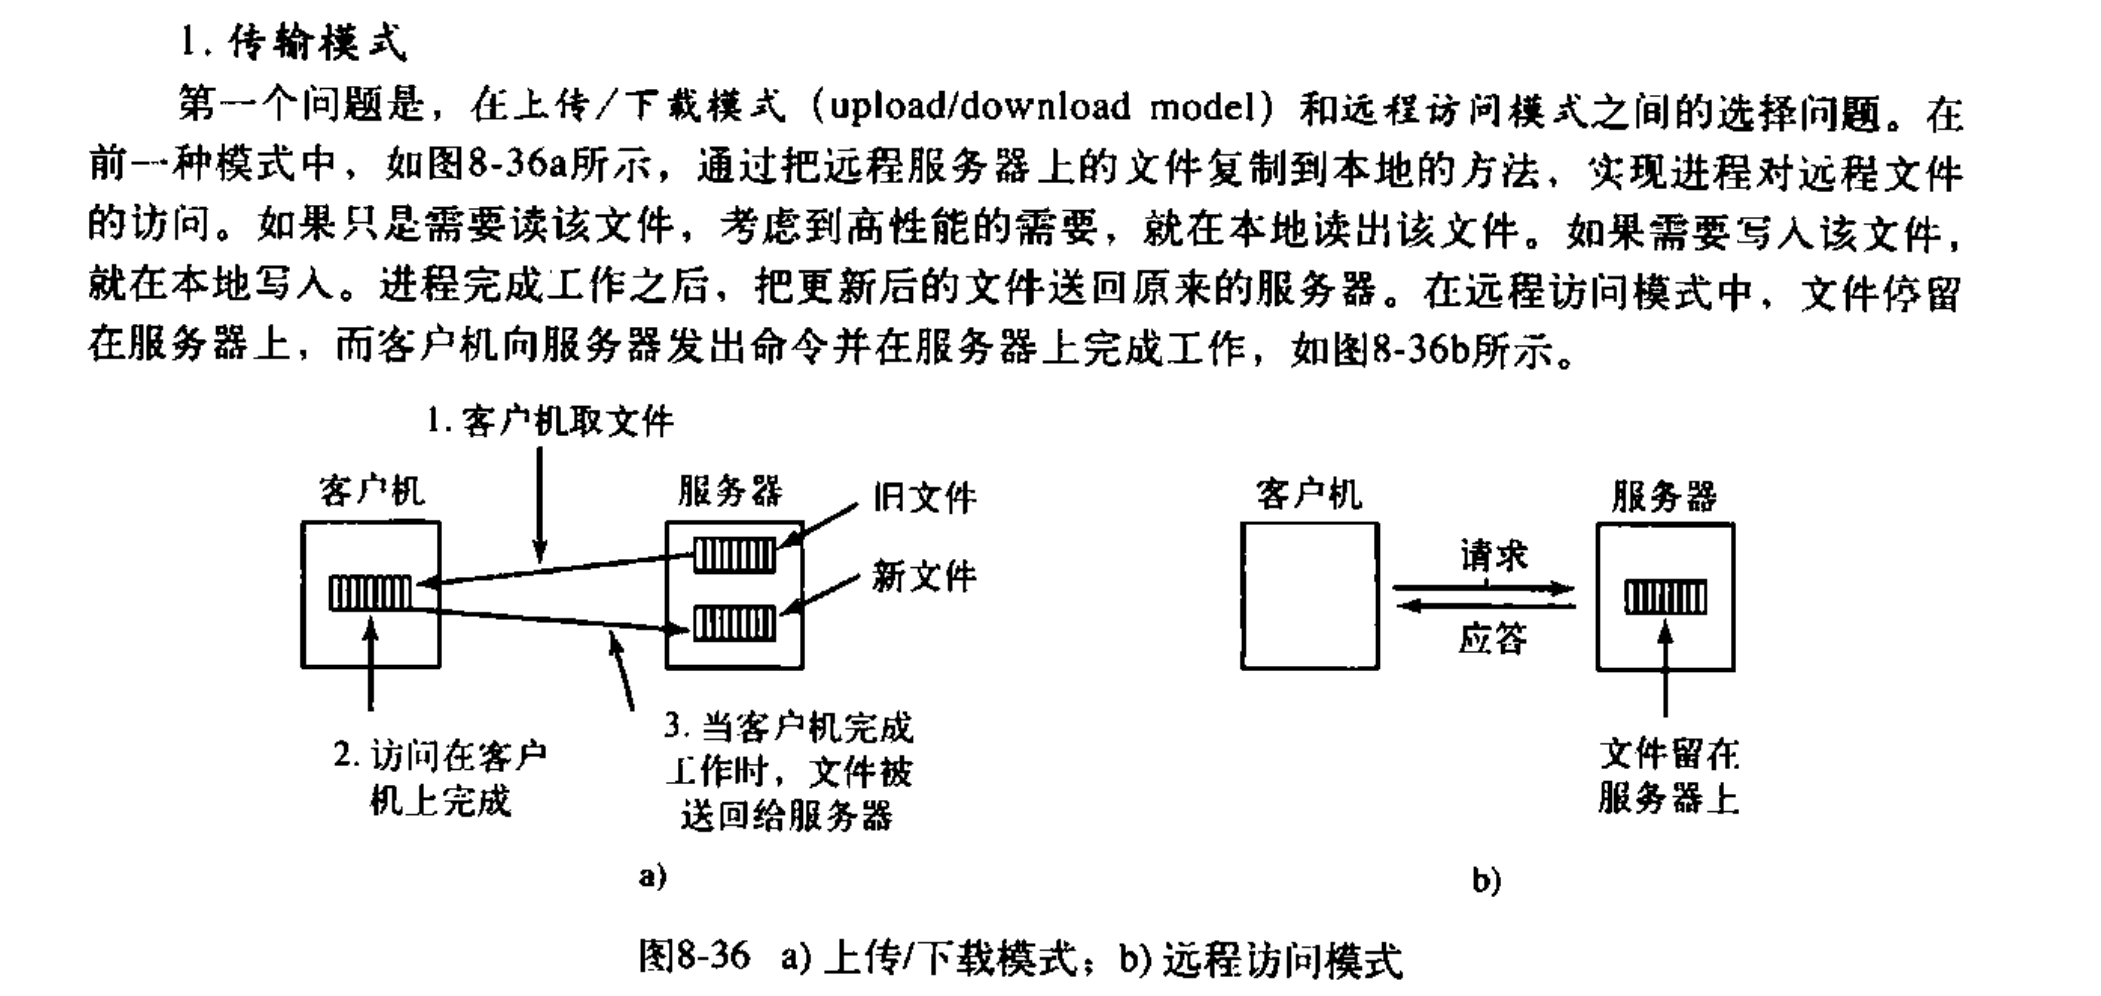 1. 传输模式
第一个问题是，在上传/下载模式（upload/download model）和远程访问模式之间的选择问题。在
前一种模式中，如图8-36a所示，通过把远程服务器上的文件复制到本地的方法，实现进程对远程文件
的访问。如果只是需要读该文件，考虑到高性能的需要，就在本地读出该文件。如果需要写入该文件，
就在本地写入。进程完成工作之后，把更新后的文件送回原来的服务器。在远程访问模式中，文件停留
在服务器上，而客户机向服务器发出命令并在服务器上完成工作，如图8-36b所示。
1. 客户机取文件
客户机
服务器
旧文件
新文件
2. 访问在客户
机上完成
3. 当客户机完成
工作时，文件被
送回给服务器
a)
客户机
服务器
请求
应答
文件留在
服务器上
b)
图8-36 a) 上传/下载模式；b) 远程访问模式